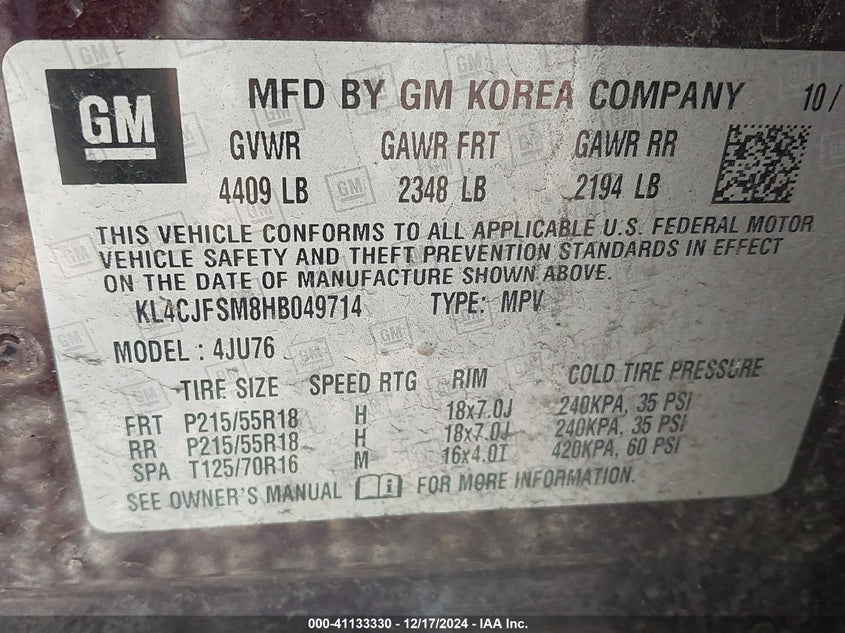 GM MFD BY GM KOREA COMPANY 10/
GVWR GAWR FRT GAWR RR
4409 LB 2348 LB 2194 LB
THIS VEHICLE CONFORMS TO ALL APPLICABLE U.S. FEDERAL MOTOR
VEHICLE SAFETY AND THEFT PREVENTION STANDARDS IN EFFECT
ON THE DATE OF MANUFACTURE SHOWN ABOVE.
KL4CJFSM8HB049714 TYPE: MPV
MODEL : 4JU76
TIRE SIZE SPEED RTG RIM COLD TIRE PRESSURE
FRT P215/55R18 H 18x7.0J 240KPA, 35 PSI
RR P215/55R18 H 18x7.0J 240KPA, 35 PSI
SPA T125/70R16 M 16x4.0T 420KPA, 60 PSI
SEE OWNER'S MANUAL FOR MORE INFORMATION.
000-41133330 - 12/17/2024 - IAA Inc.